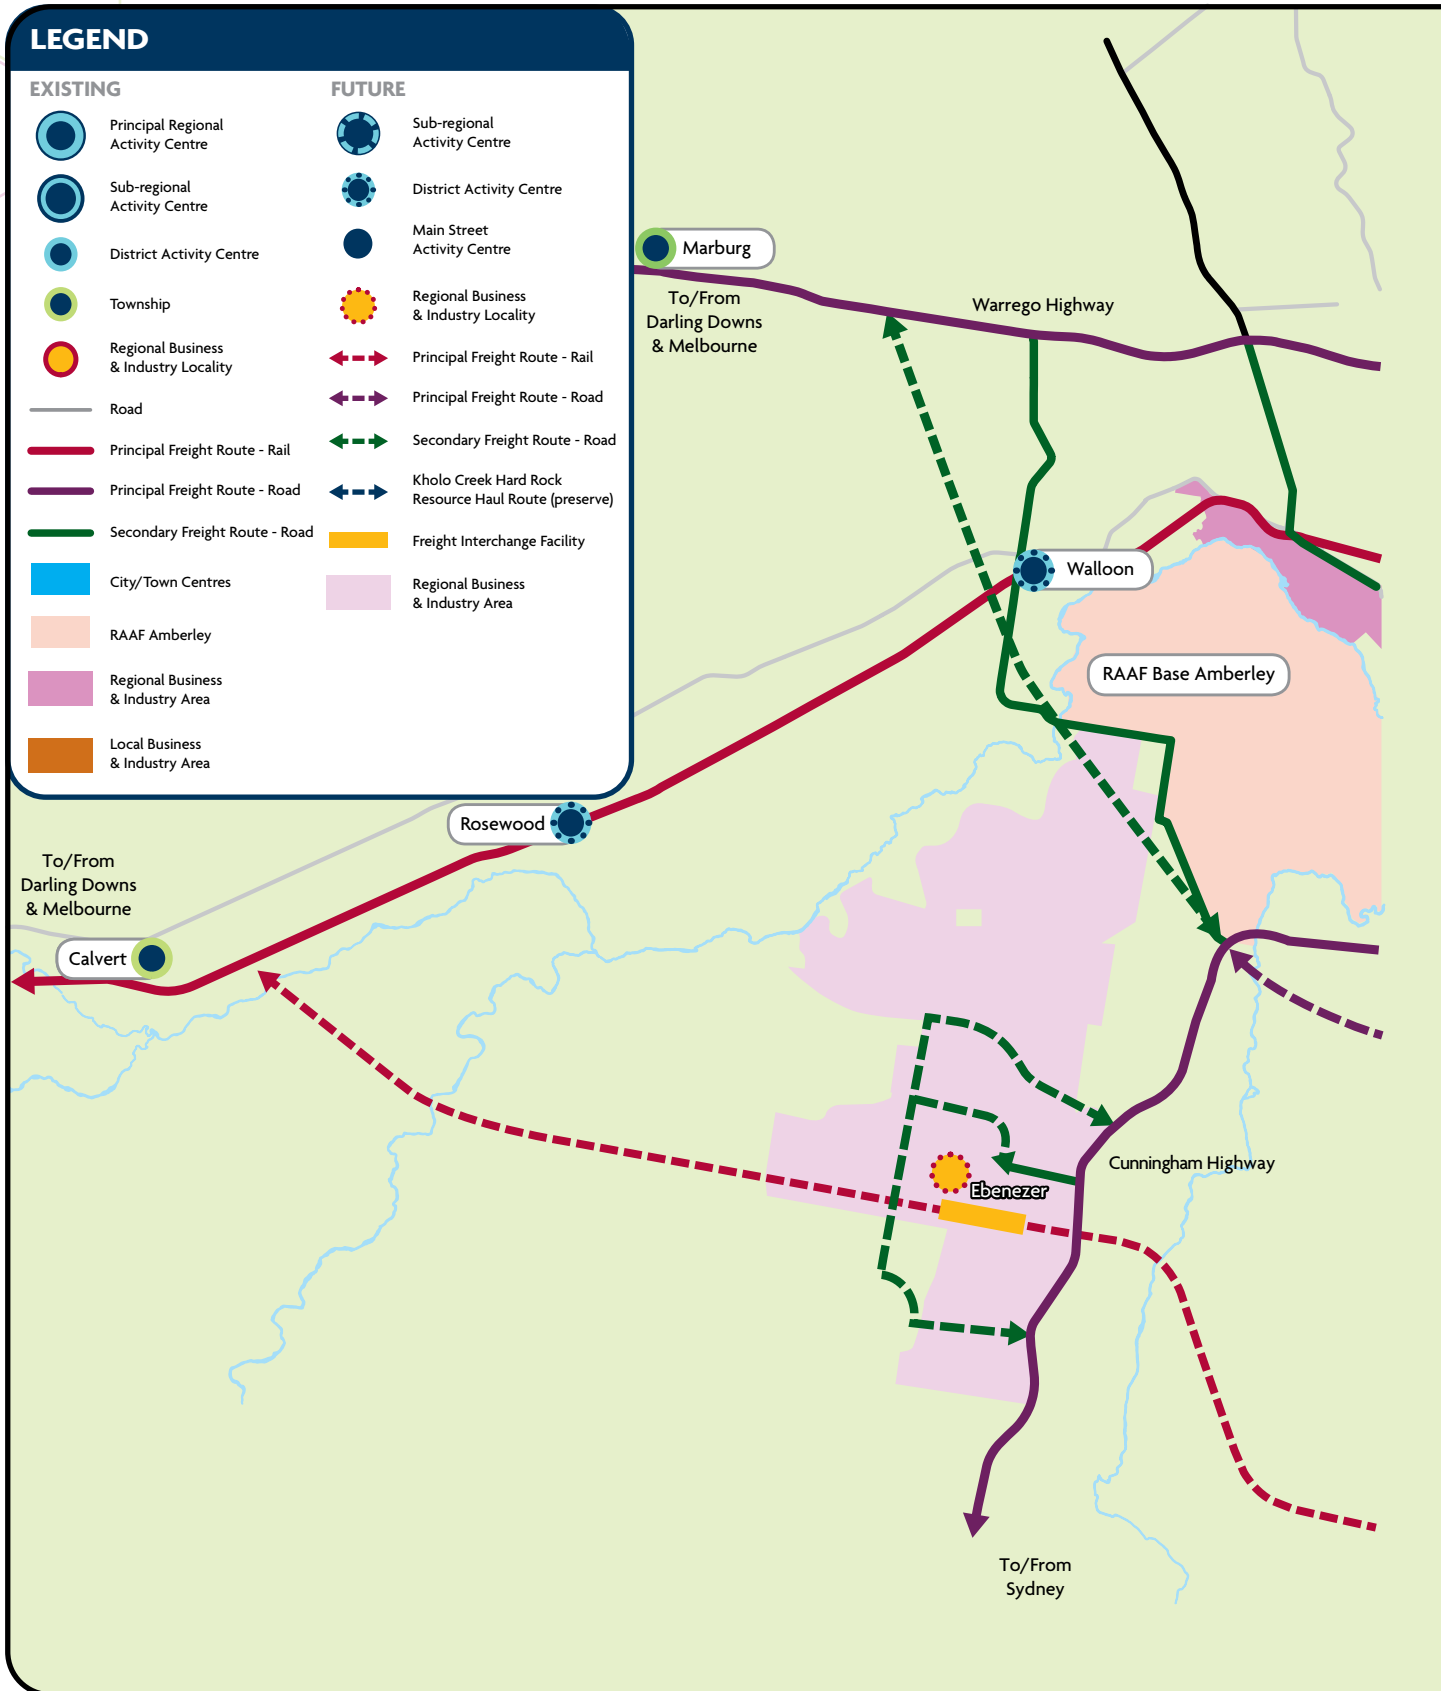 LEGEND
EXISTING
Principal Regional
Activity Centre
Sub-regional
Activity Centre
District Activity Centre
Township
Regional Business
& Industry Locality
Road
Principal Freight Route - Rail
Principal Freight Route - Road
Secondary Freight Route - Road
City/Town Centres
RAAF Amberley
Regional Business
& Industry Area
Local Business
& Industry Area
FUTURE
Sub-regional
Activity Centre
District Activity Centre
Main Street
Activity Centre
Regional Business
& Industry Locality
Principal Freight Route - Rail
Principal Freight Route - Road
Secondary Freight Route - Road
Kholo Creek Hard Rock
Resource Haul Route (preserve)
Freight Interchange Facility
Regional Business
& Industry Area
Marburg
To/From
Darling Downs
& Melbourne
Warrego Highway
Walloon
RAAF Base Amberley
Rosewood
To/From
Darling Downs
& Melbourne
Calvert
Cunningham Highway
Ebenezer
To/From
Sydney